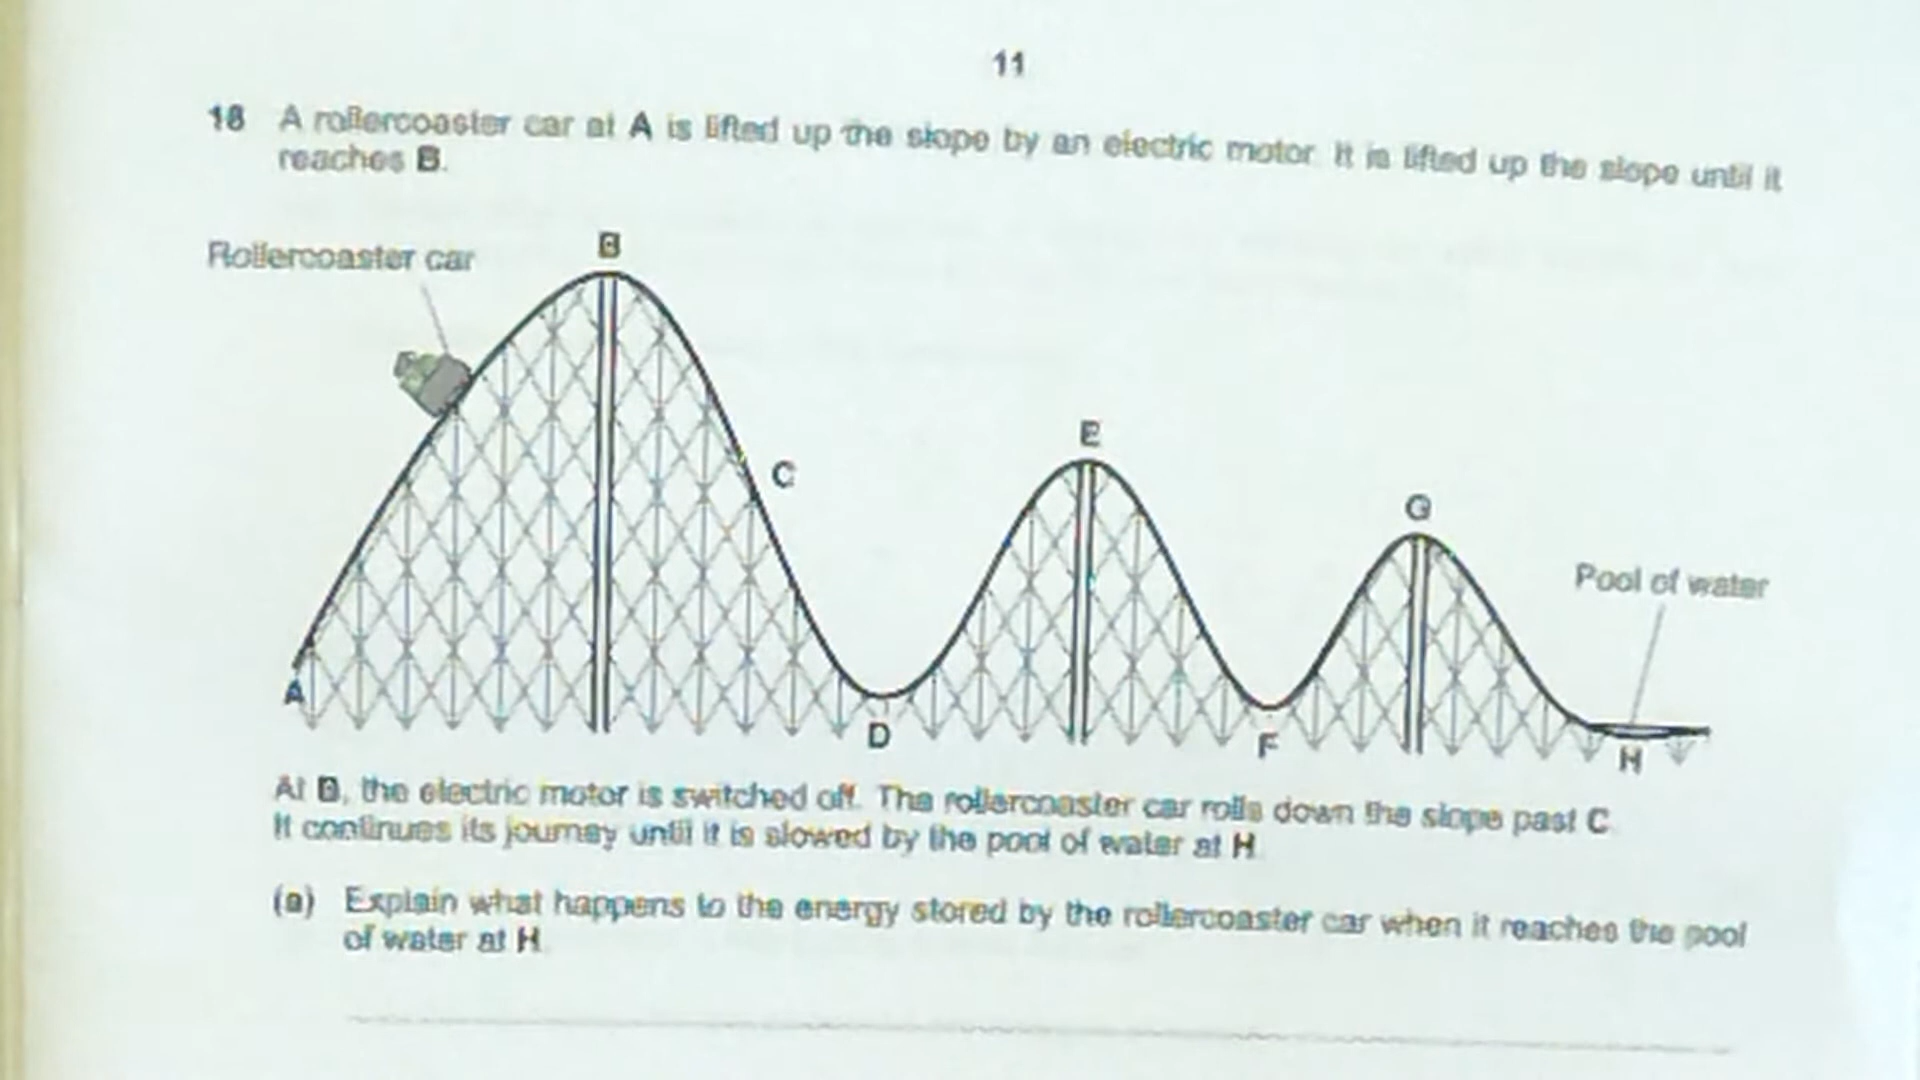 11
18 A rollercoaster car at A is lifted up the slope by an electric motor. It is lifted up the slope until it
reaches B.
Rollercoaster car
B
E
C
G
Pool of water
A
D
F
H
At B, the electric motor is switched off. The rollercoaster car rolls down the slope past C.
It continues its journey until it is slowed by the pool of water at H.
(a) Explain what happens to the energy stored by the rollercoaster car when it reaches the pool
of water at H.